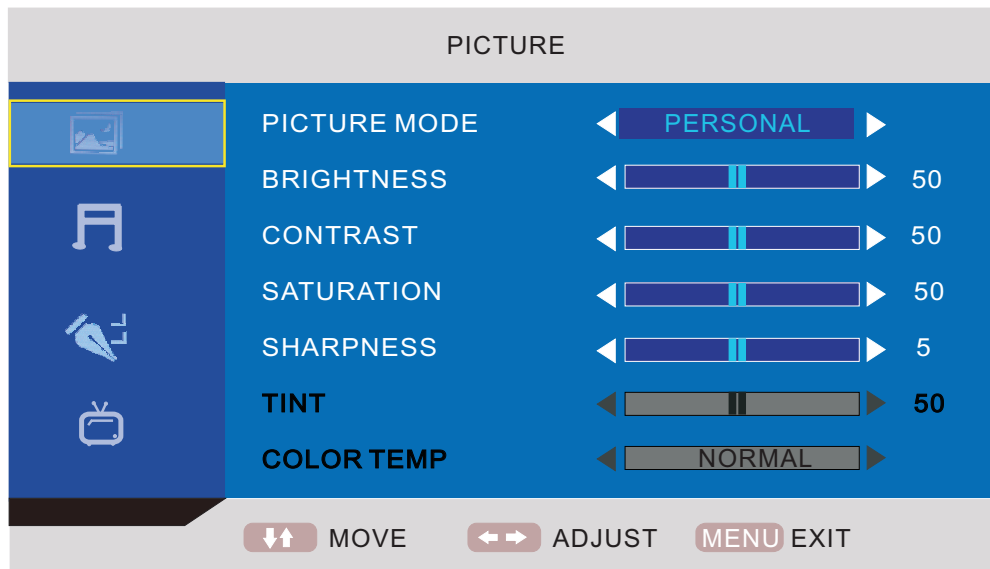 PICTURE
PICTURE MODE PERSONAL
BRIGHTNESS 50
CONTRAST 50
SATURATION 50
SHARPNESS 5
TINT 50
COLOR TEMP NORMAL
MOVE ADJUST MENU EXIT